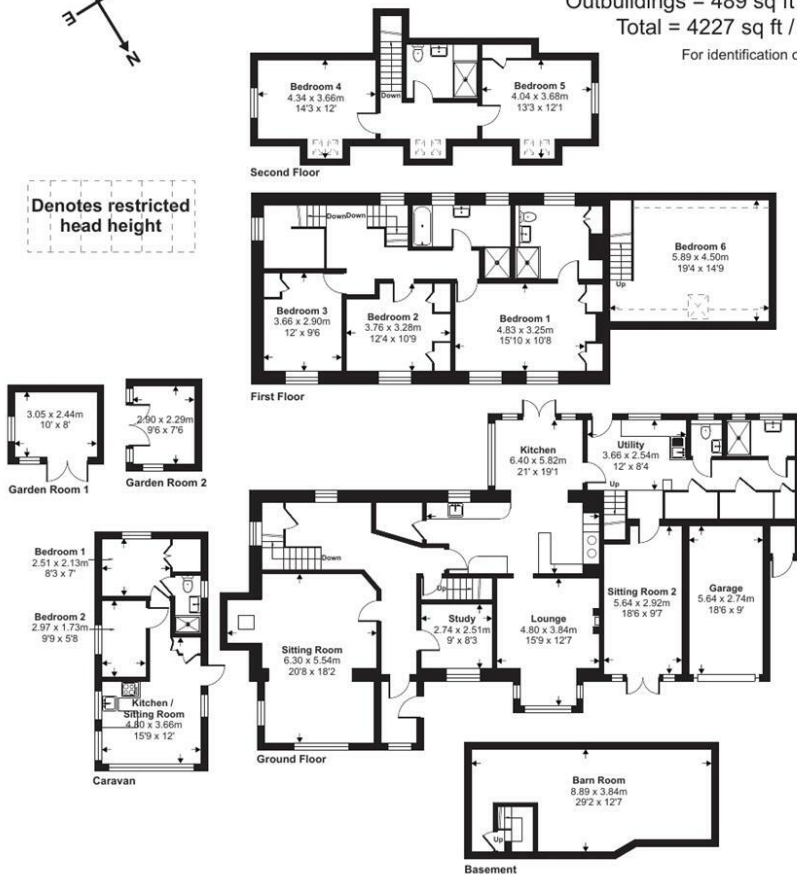 Outbuildings = 489 sq ft
Total = 4227 sq ft /
For identification o
E
N
Denotes restricted
head height
Bedroom 4
4.34 x 3.66m
14'3 x 12'
Down
Bedroom 5
4.04 x 3.68m
13'3 x 12'1
Second Floor
Down
Down
Bedroom 3
3.66 x 2.90m
12' x 9'6
Bedroom 2
3.76 x 3.28m
12'4 x 10'9
Bedroom 1
4.83 x 3.25m
15'10 x 10'8
Bedroom 6
5.89 x 4.50m
19'4 x 14'9
Up
First Floor
3.05 x 2.44m
10' x 8'
Garden Room 1
2.90 x 2.29m
9'6 x 7'6
Garden Room 2
Bedroom 1
2.51 x 2.13m
8'3 x 7'
Bedroom 2
2.97 x 1.73m
9'9 x 5'8
Kitchen /
Sitting Room
4.80 x 3.66m
15'9 x 12'
Caravan
Kitchen
6.40 x 5.82m
21' x 19'1
Utility
3.66 x 2.54m
12' x 8'4
Up
Down
Up
Sitting Room
6.30 x 5.54m
20'8 x 18'2
Study
2.74 x 2.51m
9' x 8'3
Lounge
4.80 x 3.84m
15'9 x 12'7
Sitting Room 2
5.64 x 2.92m
18'6 x 9'7
Garage
5.64 x 2.74m
18'6 x 9'
Ground Floor
Barn Room
8.89 x 3.84m
29'2 x 12'7
Up
Basement